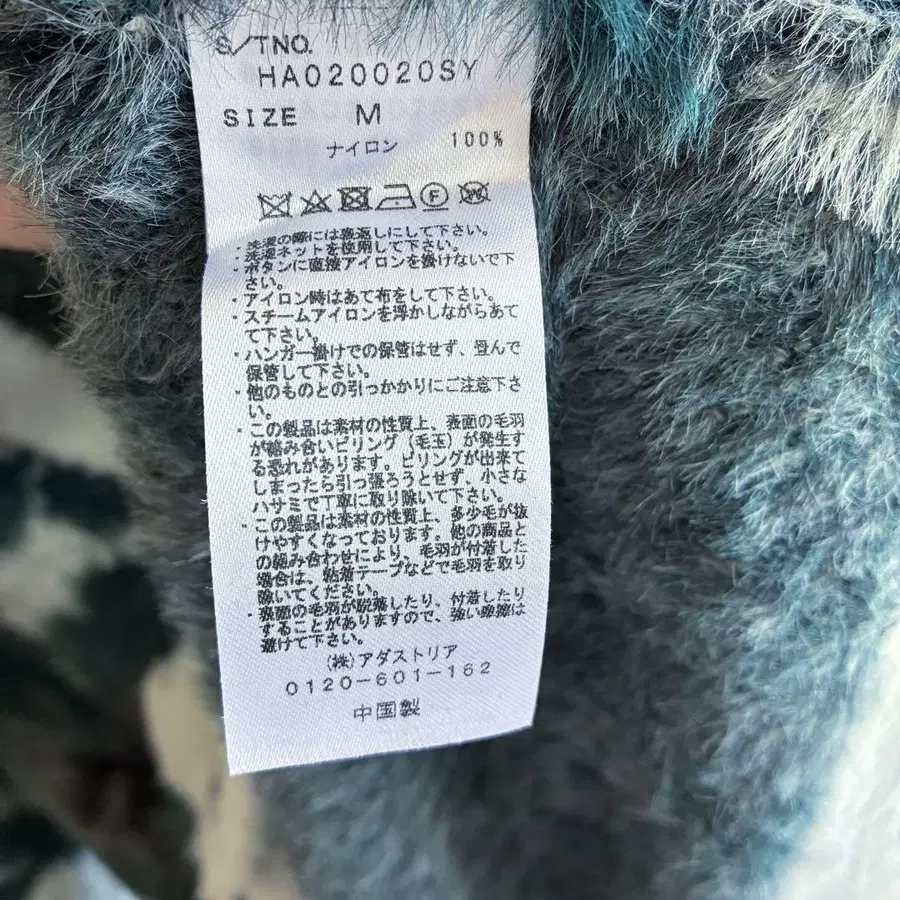 S/TNO.
HA020020SY
SIZE M
ナイロン 100%
・洗濯の際には裏返しにして下さい。
・洗濯ネットを使用して下さい。
・ボタンに直接アイロンを掛けないで下
さい。
・アイロン時はあて布をして下さい。
・スチームアイロンを浮かしながらあて
て下さい。
・ハンガー掛けでの保管はせず、畳んで
保管して下さい。
・他のものとの引っかかりにご注意下さ
い。
・この製品は素材の性質上、表面の毛羽
が絡み合いピリング（毛玉）が発生す
る恐れがあります。ピリングが出来て
しまったら引っ張ろうとせず、小さな
ハサミで丁寧に取り除いて下さい。
・この製品は素材の性質上、多少毛が抜
けやすくなっております。他の商品と
の組み合わせにより、毛羽が付着した
場合は、粘着テープなどで毛羽を取り
除いてください。
・表面の毛羽が脱落したり、付着したり
することがありますので、強い摩擦は
避けて下さい。
(株)アダストリア
0120-601-162
中国製